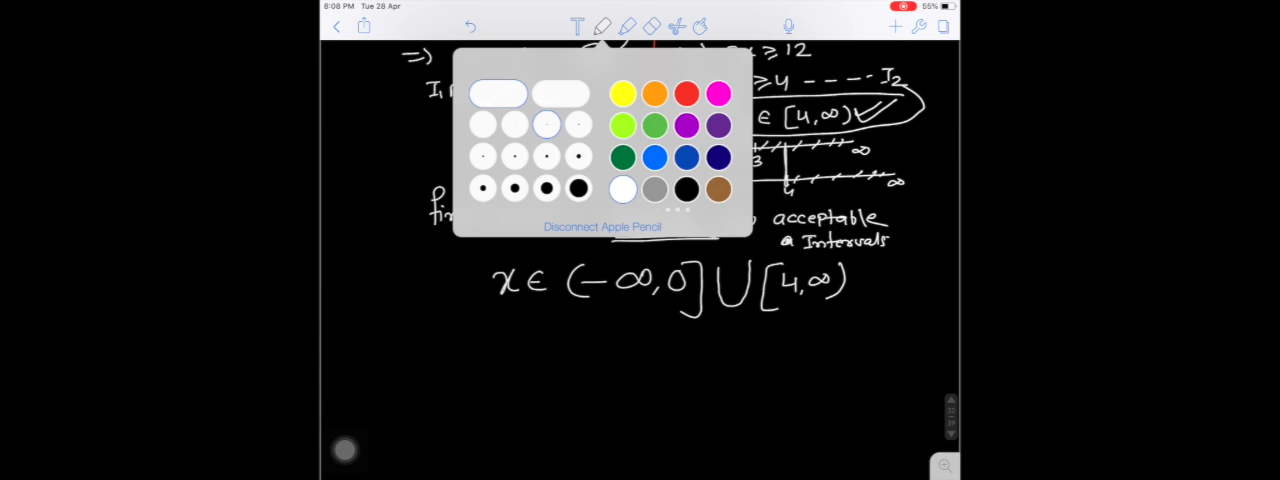 8:08 PM Tue 28 Apr 55%
T
=) ≥ 12
I1 ≥ 4 ----- I2
∈ [4,∞)
3 ∞
4 ∞
acceptable
Intervals
Disconnect Apple Pencil
x ∈ (-∞,0] ∪ [4,∞)